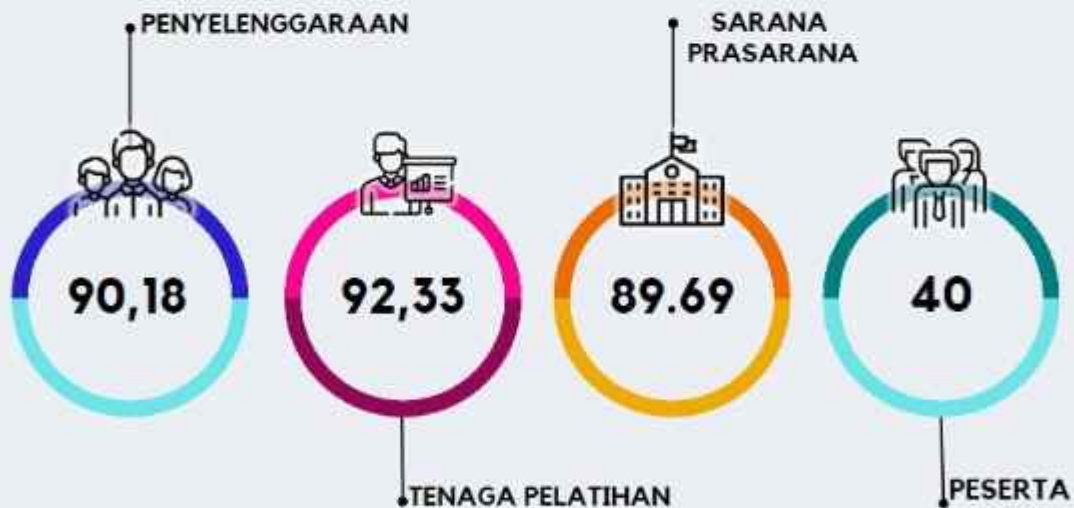 PENYELENGGARAAN
SARANA
PRASARANA
90,18
92,33
89.69
40
TENAGA PELATIHAN
PESERTA